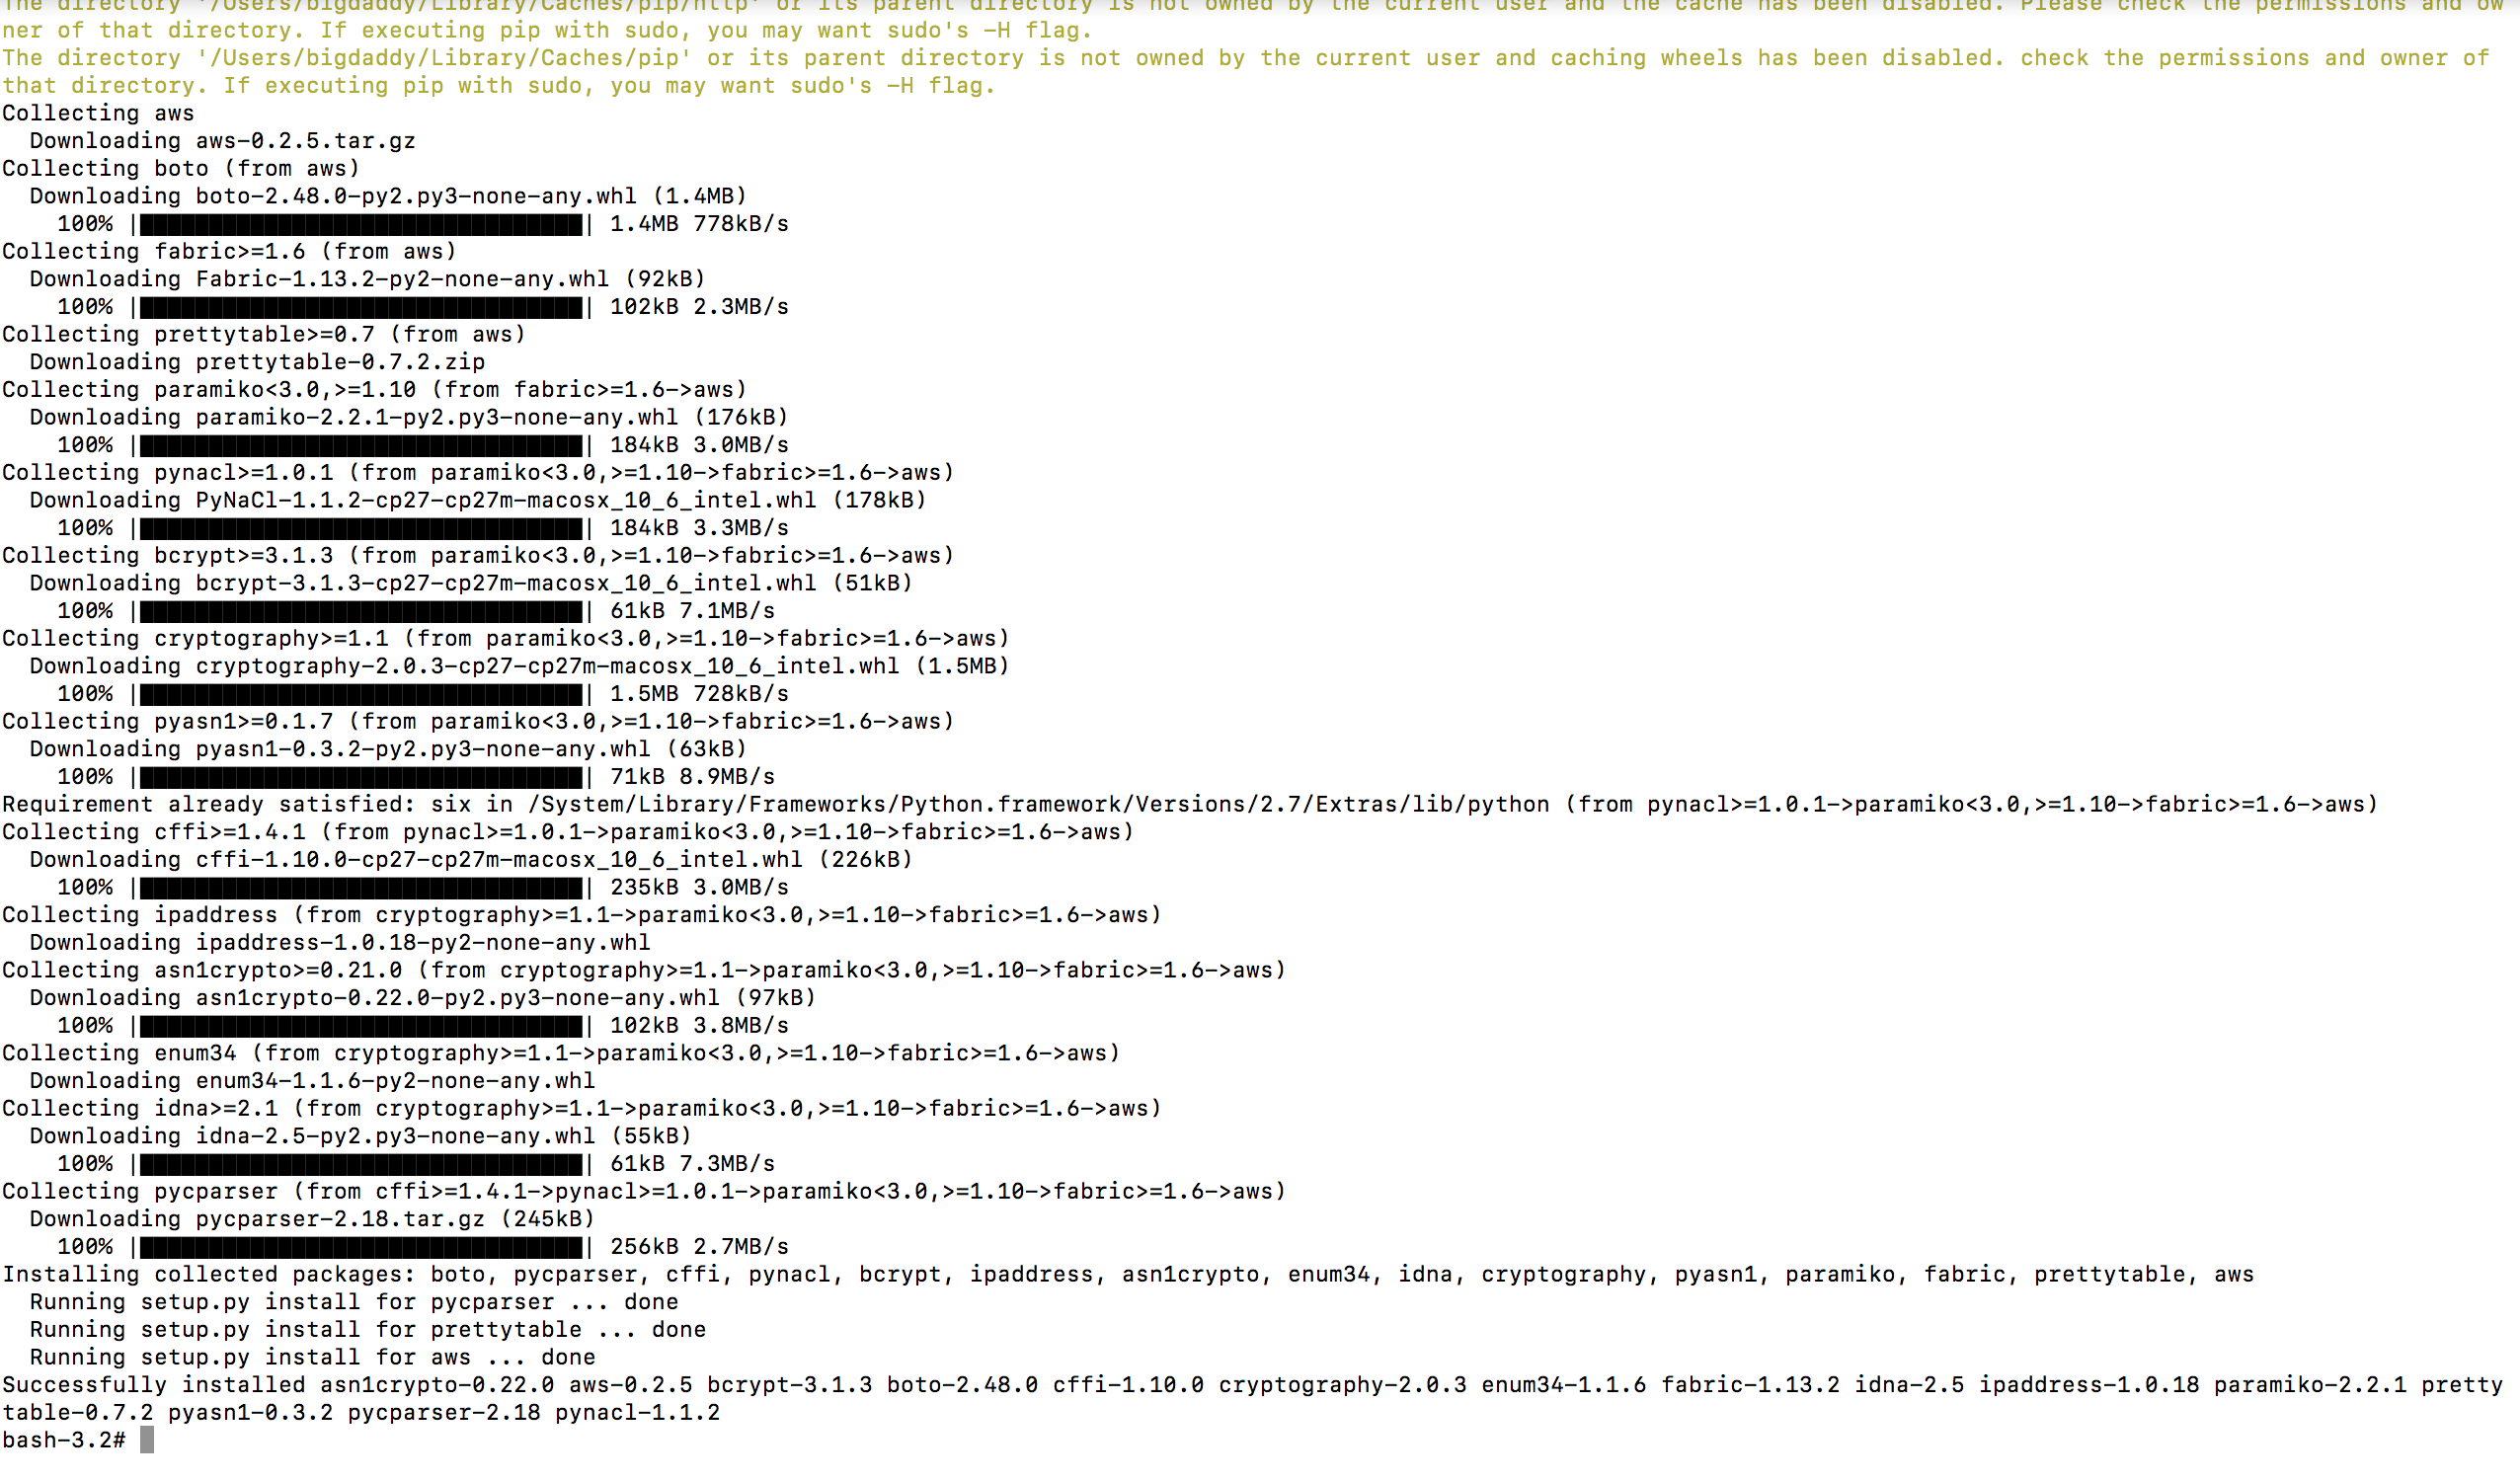 The directory '/Users/bigdaddy/Library/Caches/pip/http' or its parent directory is not owned by the current user and the cache has been disabled. Please check the permissions and ow
ner of that directory. If executing pip with sudo, you may want sudo's -H flag.
The directory '/Users/bigdaddy/Library/Caches/pip' or its parent directory is not owned by the current user and caching wheels has been disabled. check the permissions and owner of
that directory. If executing pip with sudo, you may want sudo's -H flag.
Collecting aws
  Downloading aws-0.2.5.tar.gz
Collecting boto (from aws)
  Downloading boto-2.48.0-py2.py3-none-any.whl (1.4MB)
    100% |████████████████████████████████| 1.4MB 778kB/s
Collecting fabric>=1.6 (from aws)
  Downloading Fabric-1.13.2-py2-none-any.whl (92kB)
    100% |████████████████████████████████| 102kB 2.3MB/s
Collecting prettytable>=0.7 (from aws)
  Downloading prettytable-0.7.2.zip
Collecting paramiko<3.0,>=1.10 (from fabric>=1.6->aws)
  Downloading paramiko-2.2.1-py2.py3-none-any.whl (176kB)
    100% |████████████████████████████████| 184kB 3.0MB/s
Collecting pynacl>=1.0.1 (from paramiko<3.0,>=1.10->fabric>=1.6->aws)
  Downloading PyNaCl-1.1.2-cp27-cp27m-macosx_10_6_intel.whl (178kB)
    100% |████████████████████████████████| 184kB 3.3MB/s
Collecting bcrypt>=3.1.3 (from paramiko<3.0,>=1.10->fabric>=1.6->aws)
  Downloading bcrypt-3.1.3-cp27-cp27m-macosx_10_6_intel.whl (51kB)
    100% |████████████████████████████████| 61kB 7.1MB/s
Collecting cryptography>=1.1 (from paramiko<3.0,>=1.10->fabric>=1.6->aws)
  Downloading cryptography-2.0.3-cp27-cp27m-macosx_10_6_intel.whl (1.5MB)
    100% |████████████████████████████████| 1.5MB 728kB/s
Collecting pyasn1>=0.1.7 (from paramiko<3.0,>=1.10->fabric>=1.6->aws)
  Downloading pyasn1-0.3.2-py2.py3-none-any.whl (63kB)
    100% |████████████████████████████████| 71kB 8.9MB/s
Requirement already satisfied: six in /System/Library/Frameworks/Python.framework/Versions/2.7/Extras/lib/python (from pynacl>=1.0.1->paramiko<3.0,>=1.10->fabric>=1.6->aws)
Collecting cffi>=1.4.1 (from pynacl>=1.0.1->paramiko<3.0,>=1.10->fabric>=1.6->aws)
  Downloading cffi-1.10.0-cp27-cp27m-macosx_10_6_intel.whl (226kB)
    100% |████████████████████████████████| 235kB 3.0MB/s
Collecting ipaddress (from cryptography>=1.1->paramiko<3.0,>=1.10->fabric>=1.6->aws)
  Downloading ipaddress-1.0.18-py2-none-any.whl
Collecting asn1crypto>=0.21.0 (from cryptography>=1.1->paramiko<3.0,>=1.10->fabric>=1.6->aws)
  Downloading asn1crypto-0.22.0-py2.py3-none-any.whl (97kB)
    100% |████████████████████████████████| 102kB 3.8MB/s
Collecting enum34 (from cryptography>=1.1->paramiko<3.0,>=1.10->fabric>=1.6->aws)
  Downloading enum34-1.1.6-py2-none-any.whl
Collecting idna>=2.1 (from cryptography>=1.1->paramiko<3.0,>=1.10->fabric>=1.6->aws)
  Downloading idna-2.5-py2.py3-none-any.whl (55kB)
    100% |████████████████████████████████| 61kB 7.3MB/s
Collecting pycparser (from cffi>=1.4.1->pynacl>=1.0.1->paramiko<3.0,>=1.10->fabric>=1.6->aws)
  Downloading pycparser-2.18.tar.gz (245kB)
    100% |████████████████████████████████| 256kB 2.7MB/s
Installing collected packages: boto, pycparser, cffi, pynacl, bcrypt, ipaddress, asn1crypto, enum34, idna, cryptography, pyasn1, paramiko, fabric, prettytable, aws
  Running setup.py install for pycparser ... done
  Running setup.py install for prettytable ... done
  Running setup.py install for aws ... done
Successfully installed asn1crypto-0.22.0 aws-0.2.5 bcrypt-3.1.3 boto-2.48.0 cffi-1.10.0 cryptography-2.0.3 enum34-1.1.6 fabric-1.13.2 idna-2.5 ipaddress-1.0.18 paramiko-2.2.1 pretty
table-0.7.2 pyasn1-0.3.2 pycparser-2.18 pynacl-1.1.2
bash-3.2#